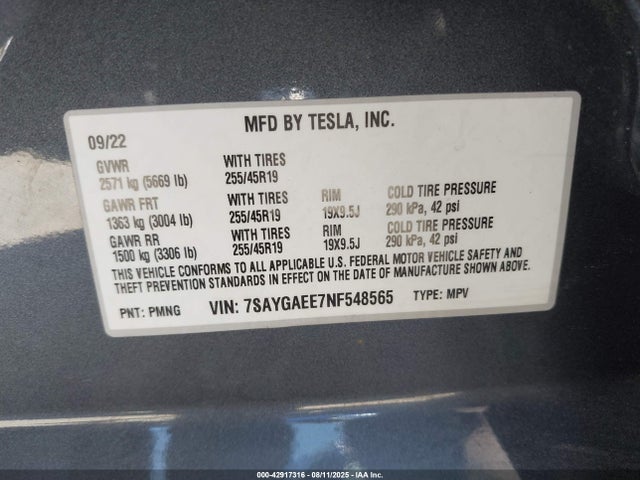 MFD BY TESLA, INC.
09/22
GVWR WITH TIRES
2571 kg (5669 lb) 255/45R19
GAWR FRT WITH TIRES RIM COLD TIRE PRESSURE
1363 kg (3004 lb) 255/45R19 19X9.5J 290 kPa, 42 psi
GAWR RR WITH TIRES RIM COLD TIRE PRESSURE
1500 kg (3306 lb) 255/45R19 19X9.5J 290 kPa, 42 psi
THIS VEHICLE CONFORMS TO ALL APPLICABLE U.S. FEDERAL MOTOR VEHICLE SAFETY AND
THEFT PREVENTION STANDARDS IN EFFECT ON THE DATE OF MANUFACTURE SHOWN ABOVE.
PNT: PMNG VIN: 7SAYGAEE7NF548565 TYPE: MPV
000-42917316 - 08/11/2025 - IAA Inc.